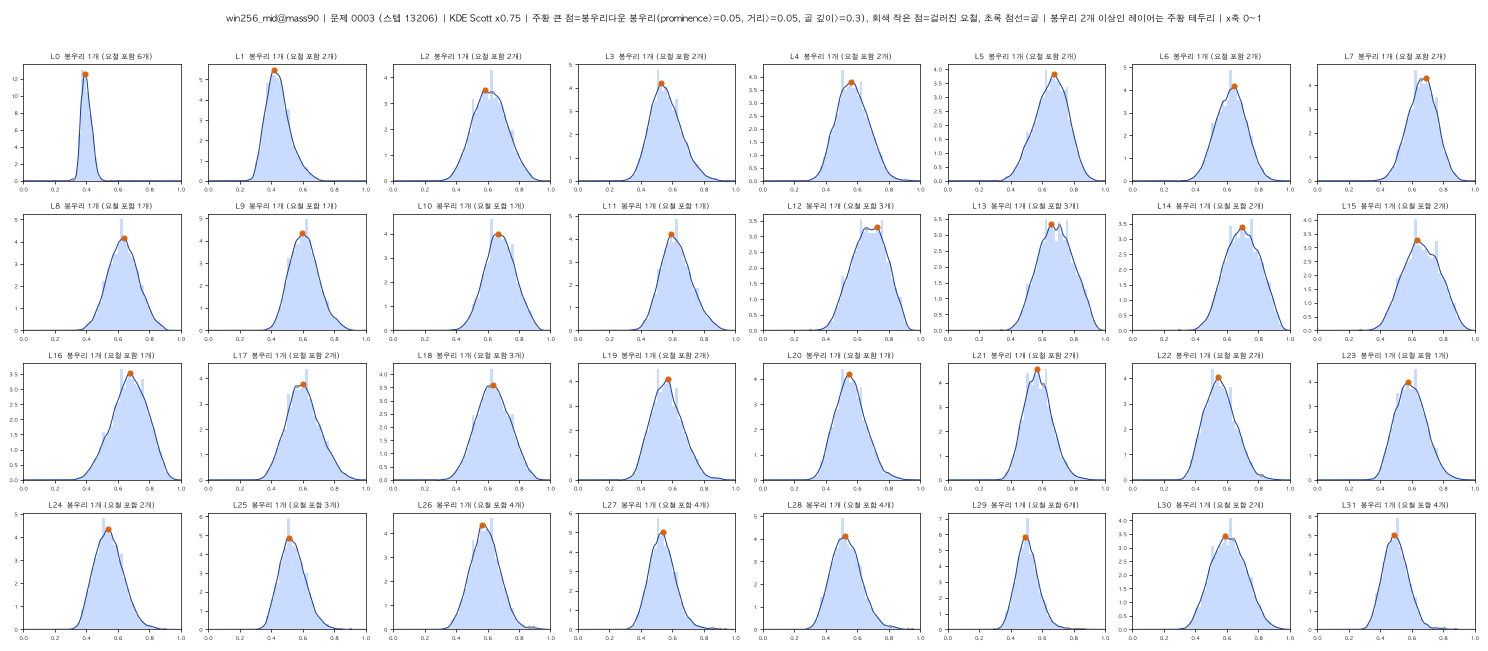 win256_mid@mass90 | 문제 0003 (스텝 13206) | KDE Scott x0.75 | 주황 큰 점=봉우리다운 봉우리(prominence>=0.05, 거리>=0.05, 골 깊이>=0.3), 회색 작은 점=걸러진 요철, 초록 점선=골 | 봉우리 2개 이상인 레이어는 주황 테두리 | x축 0~1
L0 봉우리 1개 (요철 포함 6개)
L1 봉우리 1개 (요철 포함 2개)
L2 봉우리 1개 (요철 포함 2개)
L3 봉우리 1개 (요철 포함 2개)
L4 봉우리 1개 (요철 포함 2개)
L5 봉우리 1개 (요철 포함 2개)
L6 봉우리 1개 (요철 포함 2개)
L7 봉우리 1개 (요철 포함 2개)
L8 봉우리 1개 (요철 포함 1개)
L9 봉우리 1개 (요철 포함 1개)
L10 봉우리 1개 (요철 포함 1개)
L11 봉우리 1개 (요철 포함 1개)
L12 봉우리 1개 (요철 포함 3개)
L13 봉우리 1개 (요철 포함 3개)
L14 봉우리 1개 (요철 포함 2개)
L15 봉우리 1개 (요철 포함 2개)
L16 봉우리 1개 (요철 포함 1개)
L17 봉우리 1개 (요철 포함 2개)
L18 봉우리 1개 (요철 포함 3개)
L19 봉우리 1개 (요철 포함 2개)
L20 봉우리 1개 (요철 포함 1개)
L21 봉우리 1개 (요철 포함 2개)
L22 봉우리 1개 (요철 포함 2개)
L23 봉우리 1개 (요철 포함 1개)
L24 봉우리 1개 (요철 포함 2개)
L25 봉우리 1개 (요철 포함 3개)
L26 봉우리 1개 (요철 포함 4개)
L27 봉우리 1개 (요철 포함 4개)
L28 봉우리 1개 (요철 포함 4개)
L29 봉우리 1개 (요철 포함 6개)
L30 봉우리 1개 (요철 포함 2개)
L31 봉우리 1개 (요철 포함 4개)